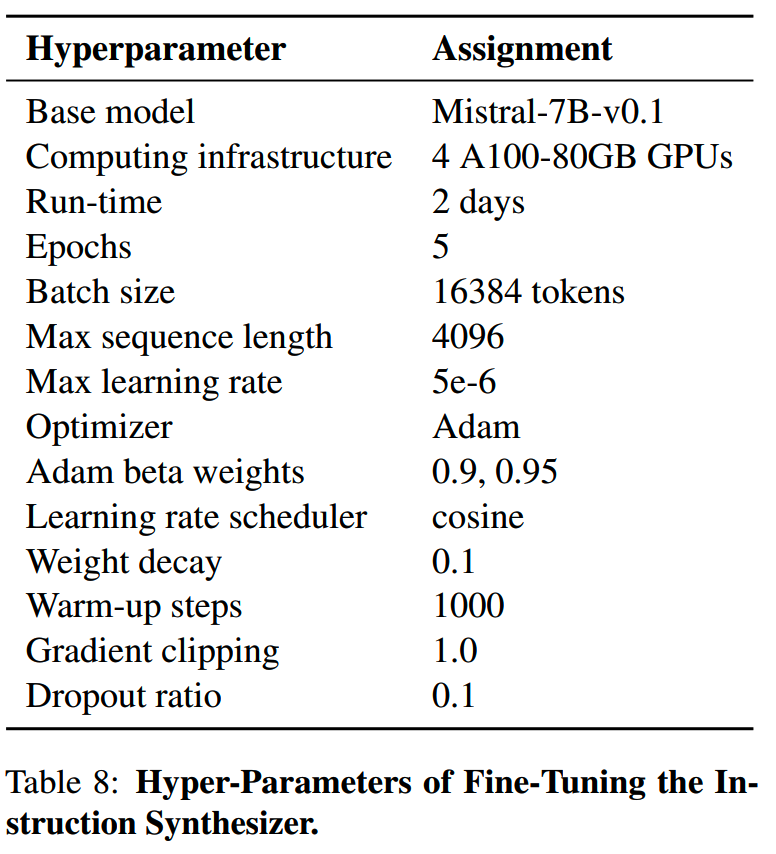 Hyperparameter Assignment
Base model Mistral-7B-v0.1
Computing infrastructure 4 A100-80GB GPUs
Run-time 2 days
Epochs 5
Batch size 16384 tokens
Max sequence length 4096
Max learning rate 5e-6
Optimizer Adam
Adam beta weights 0.9, 0.95
Learning rate scheduler cosine
Weight decay 0.1
Warm-up steps 1000
Gradient clipping 1.0
Dropout ratio 0.1
Table 8: Hyper-Parameters of Fine-Tuning the In-
struction Synthesizer.